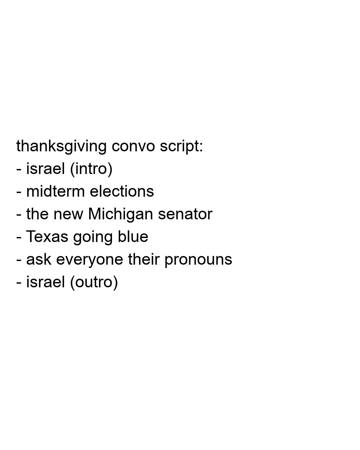 thanksgiving convo script:
- israel (intro)
- midterm elections
- the new Michigan senator
- Texas going blue
- ask everyone their pronouns
- israel (outro)